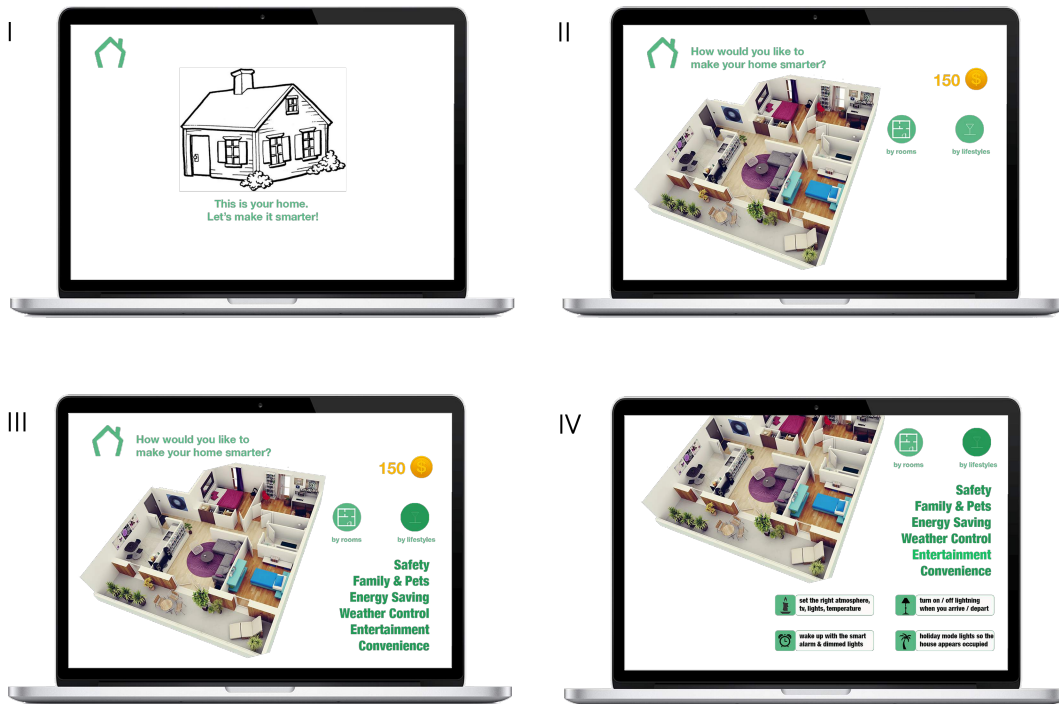 I
This is your home.
Let's make it smarter!
II
How would you like to
make your home smarter?
150 $
by rooms
by lifestyles
III
How would you like to
make your home smarter?
150 $
by rooms
by lifestyles
Safety
Family & Pets
Energy Saving
Weather Control
Entertainment
Convenience
IV
by rooms
by lifestyles
Safety
Family & Pets
Energy Saving
Weather Control
Entertainment
Convenience
set the right atmosphere,
tv, lights, temperature
turn on / off lightning
when you arrive / depart
wake up with the smart
alarm & dimmed lights
holiday mode lights so the
house appears occupied